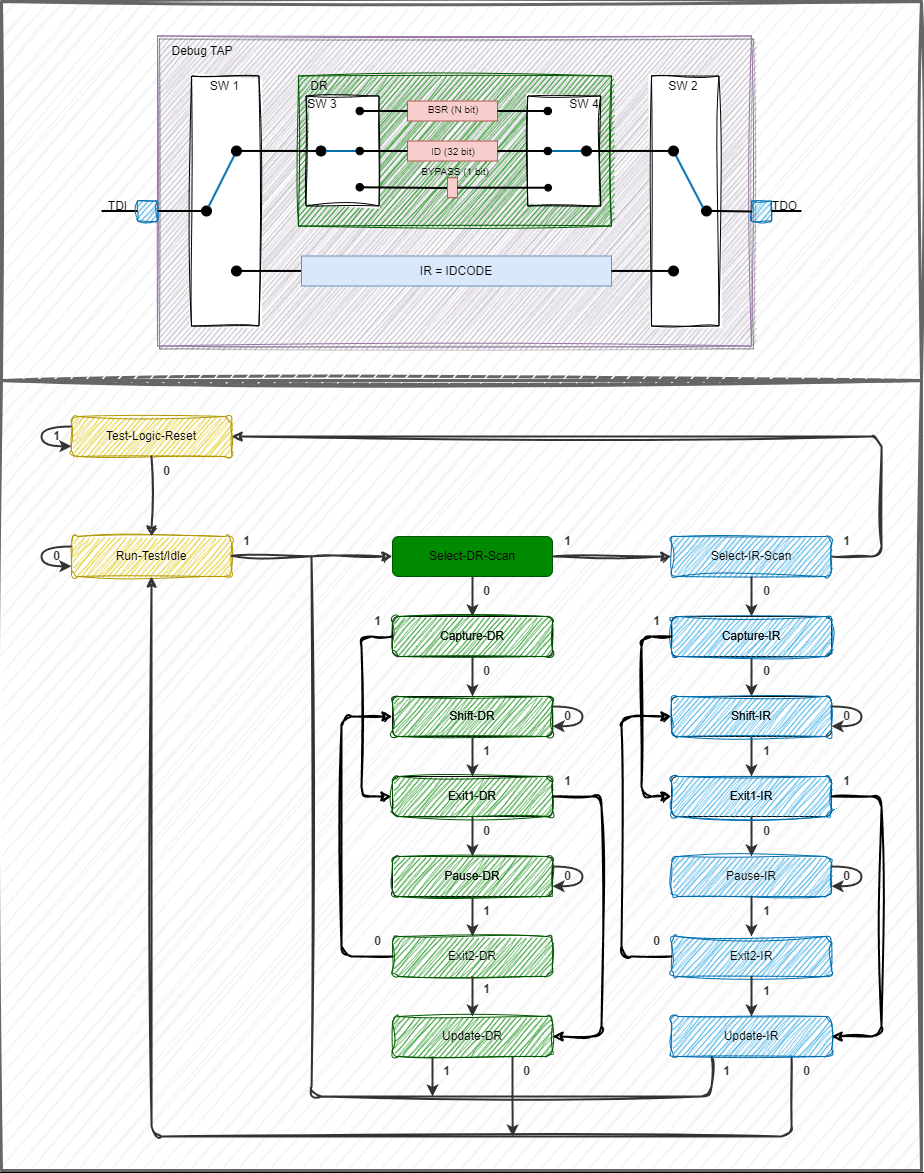 Debug TAP
SW 1
DR
SW 2
SW 3
BSR (N bit)
SW 4
ID (32 bit)
BYPASS (1 bit)
TDI
TDO
IR = IDCODE
1
Test-Logic-Reset
0
0
Run-Test/Idle
1
Select-DR-Scan
1
Select-IR-Scan
1
0
0
1
Capture-DR
1
Capture-IR
0
0
Shift-DR
0
Shift-IR
0
1
1
Exit1-DR
1
Exit1-IR
1
0
0
Pause-DR
0
Pause-IR
0
1
1
0
Exit2-DR
0
Exit2-IR
1
1
Update-DR
Update-IR
1
0
1
0